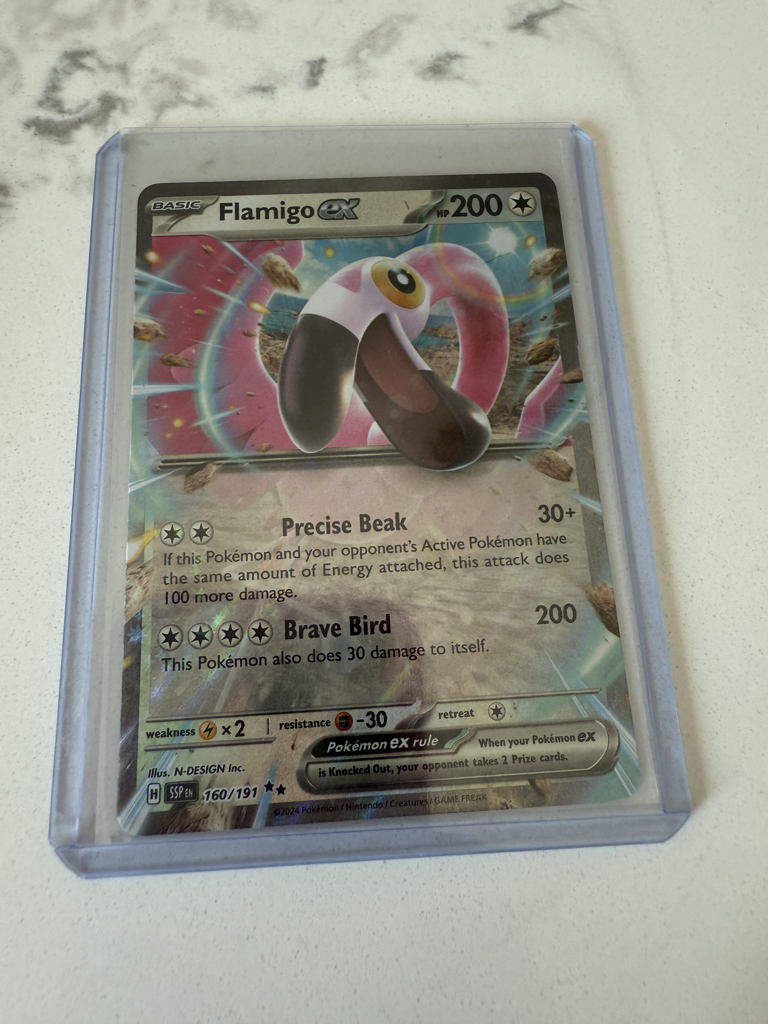 BASIC Flamigo ex HP 200
Precise Beak 30+
If this Pokémon and your opponent's Active Pokémon have
the same amount of Energy attached, this attack does
100 more damage.
Brave Bird 200
This Pokémon also does 30 damage to itself.
weakness ×2 resistance -30 retreat
Pokémon ex rule When your Pokémon ex
is Knocked Out, your opponent takes 2 Prize cards.
Illus. N-DESIGN Inc.
H SSP EN 160/191 ★★
©2024 Pokémon / Nintendo / Creatures / GAME FREAK